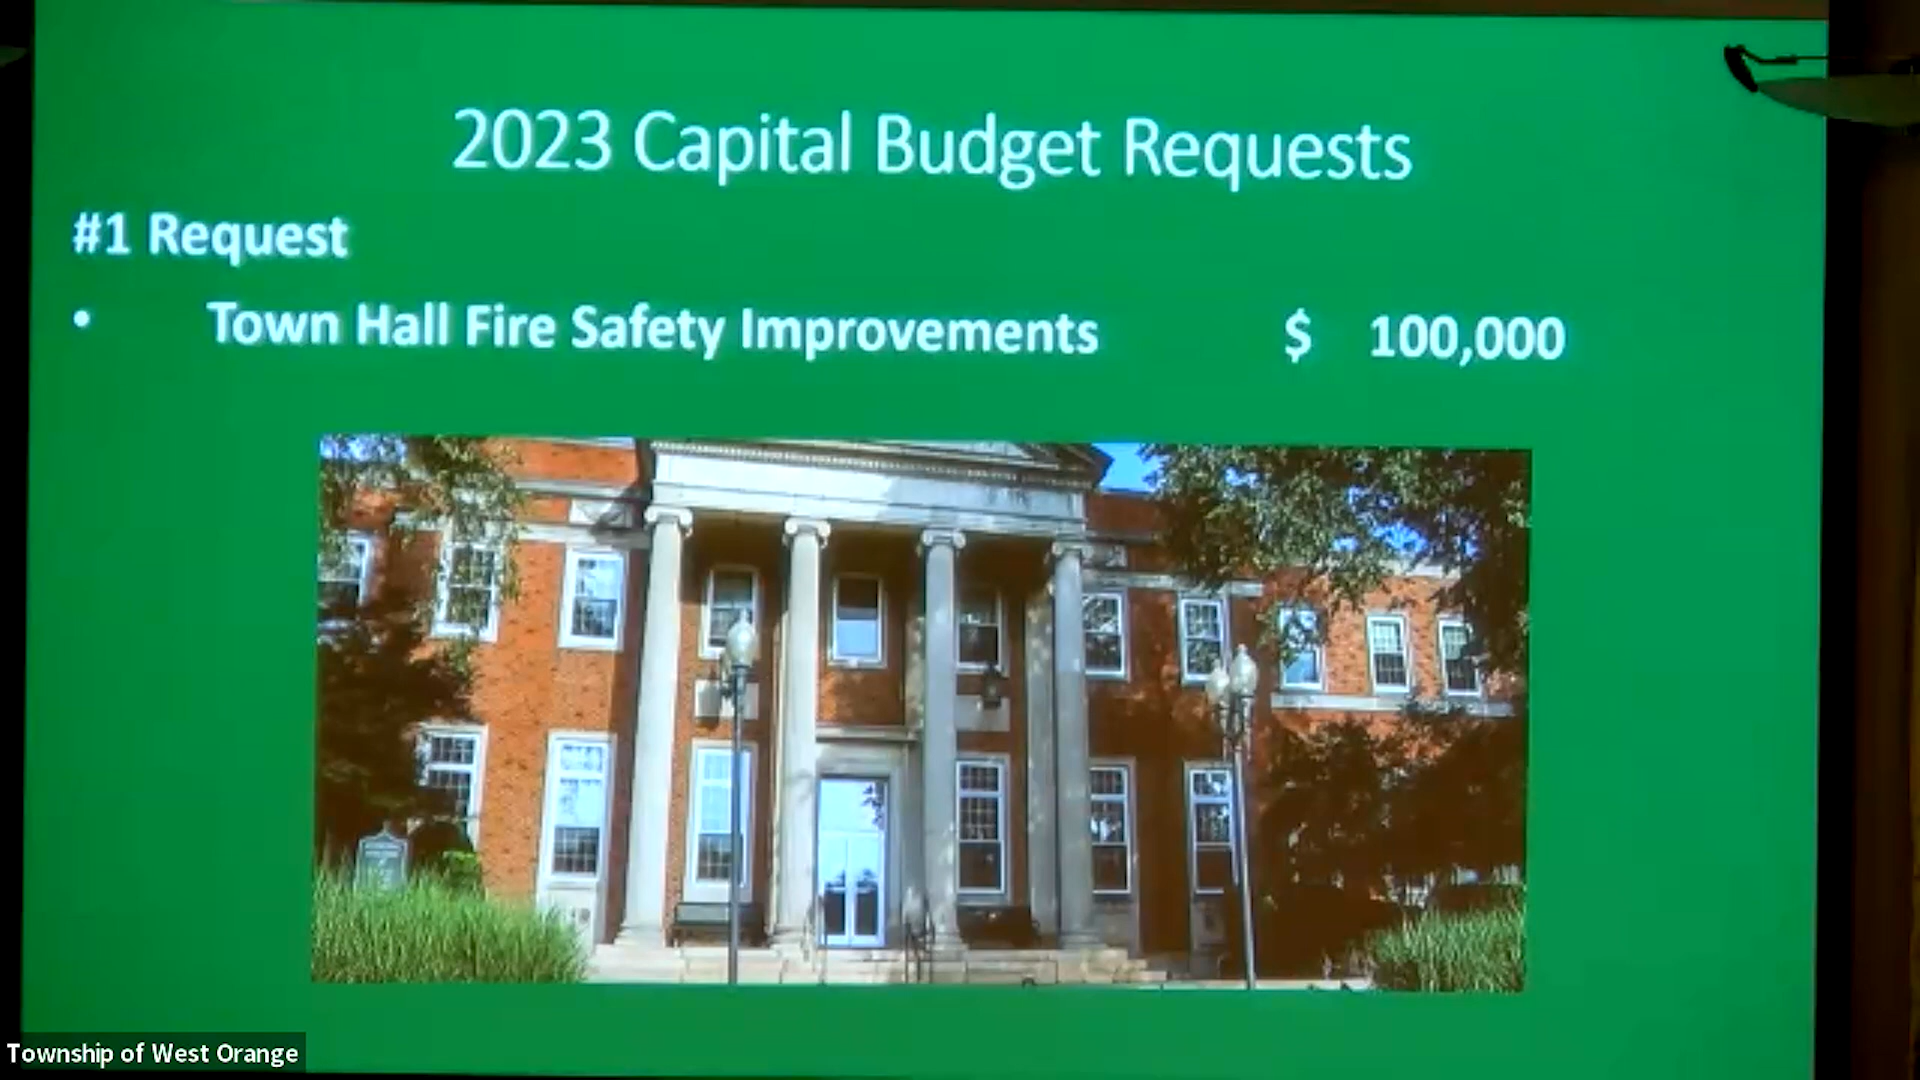 2023 Capital Budget Requests
#1 Request
• Town Hall Fire Safety Improvements $ 100,000
Township of West Orange